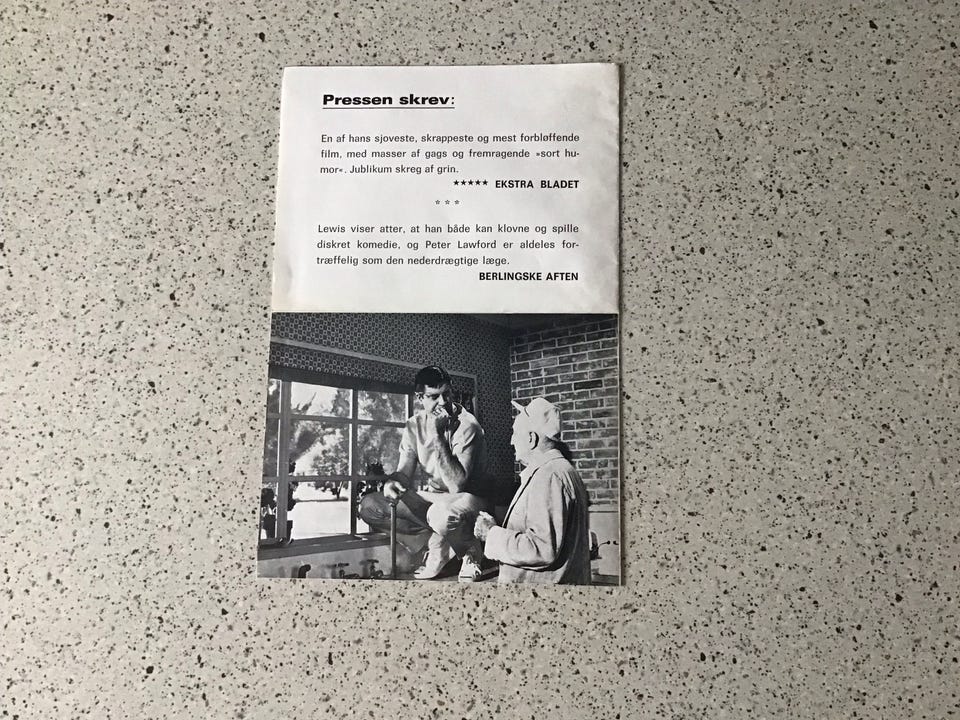 Pressen skrev:
En af hans sjoveste, skrappeste og mest forbløffende
film, med masser af gags og fremragende »sort hu-
mor«. Jublikum skreg af grin.
★★★★★ EKSTRA BLADET
☆ ☆ ☆
Lewis viser atter, at han både kan klovne og spille
diskret komedie, og Peter Lawford er aldeles for-
træffelig som den nederdrægtige læge.
BERLINGSKE AFTEN